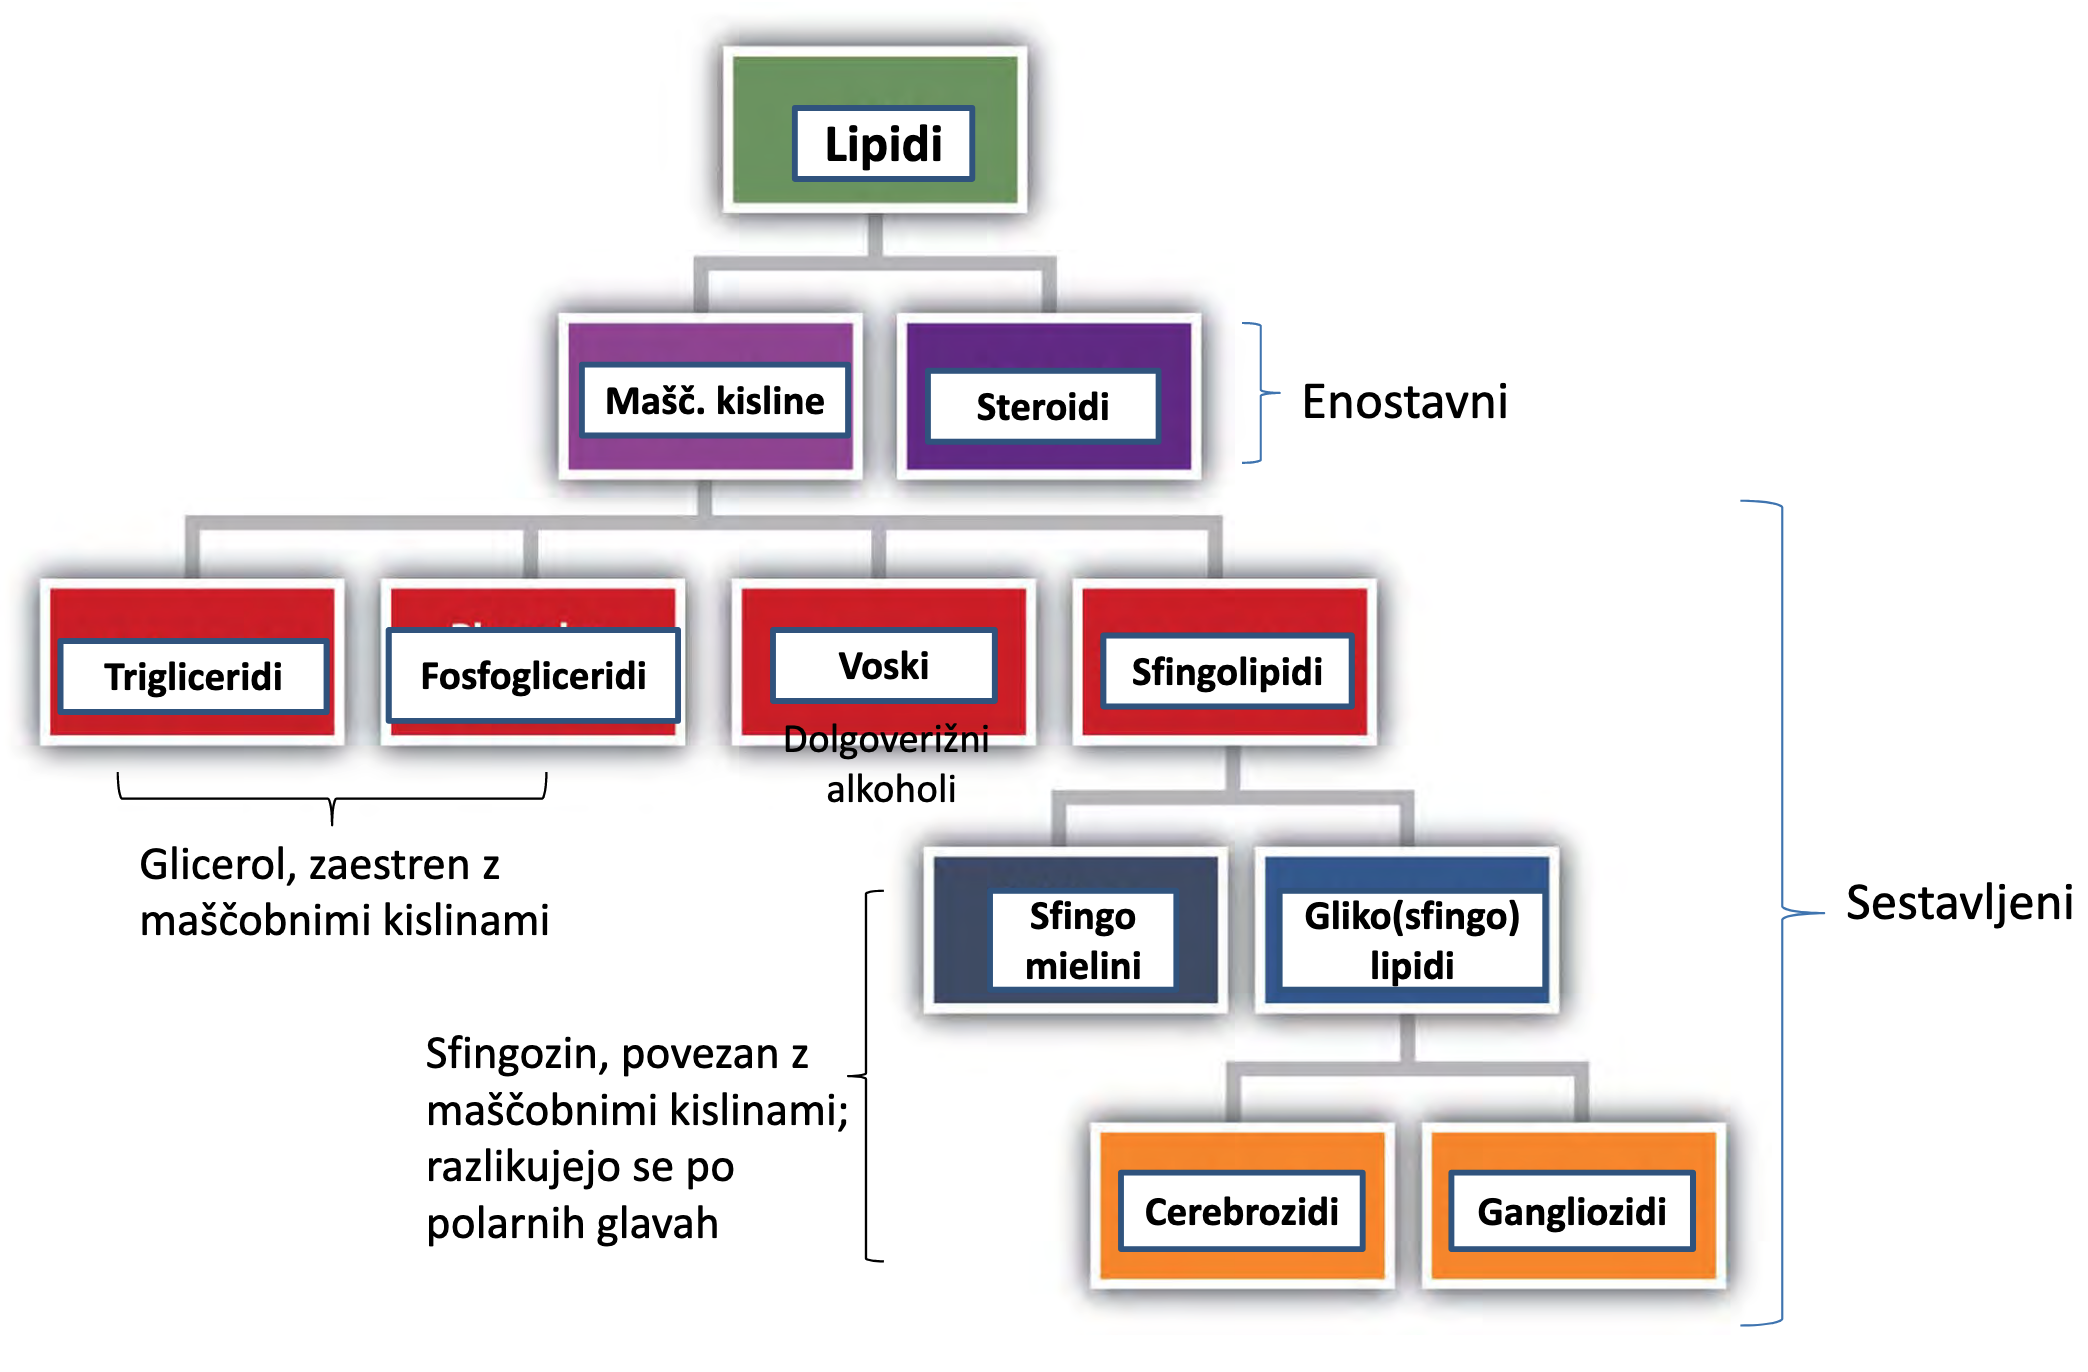 Lipidi
Mašč. kisline
Steroidi
Enostavni
Trigliceridi
Fosfogliceridi
Voski
Sfingolipidi
Dolgoverižni
alkoholi
Glicerol, zaestren z
maščobnimi kislinami
Sfingo
mielini
Gliko(sfingo)
lipidi
Sestavljeni
Sfingozin, povezan z
maščobnimi kislinami;
razlikujejo se po
polarnih glavah
Cerebrozidi
Gangliozidi